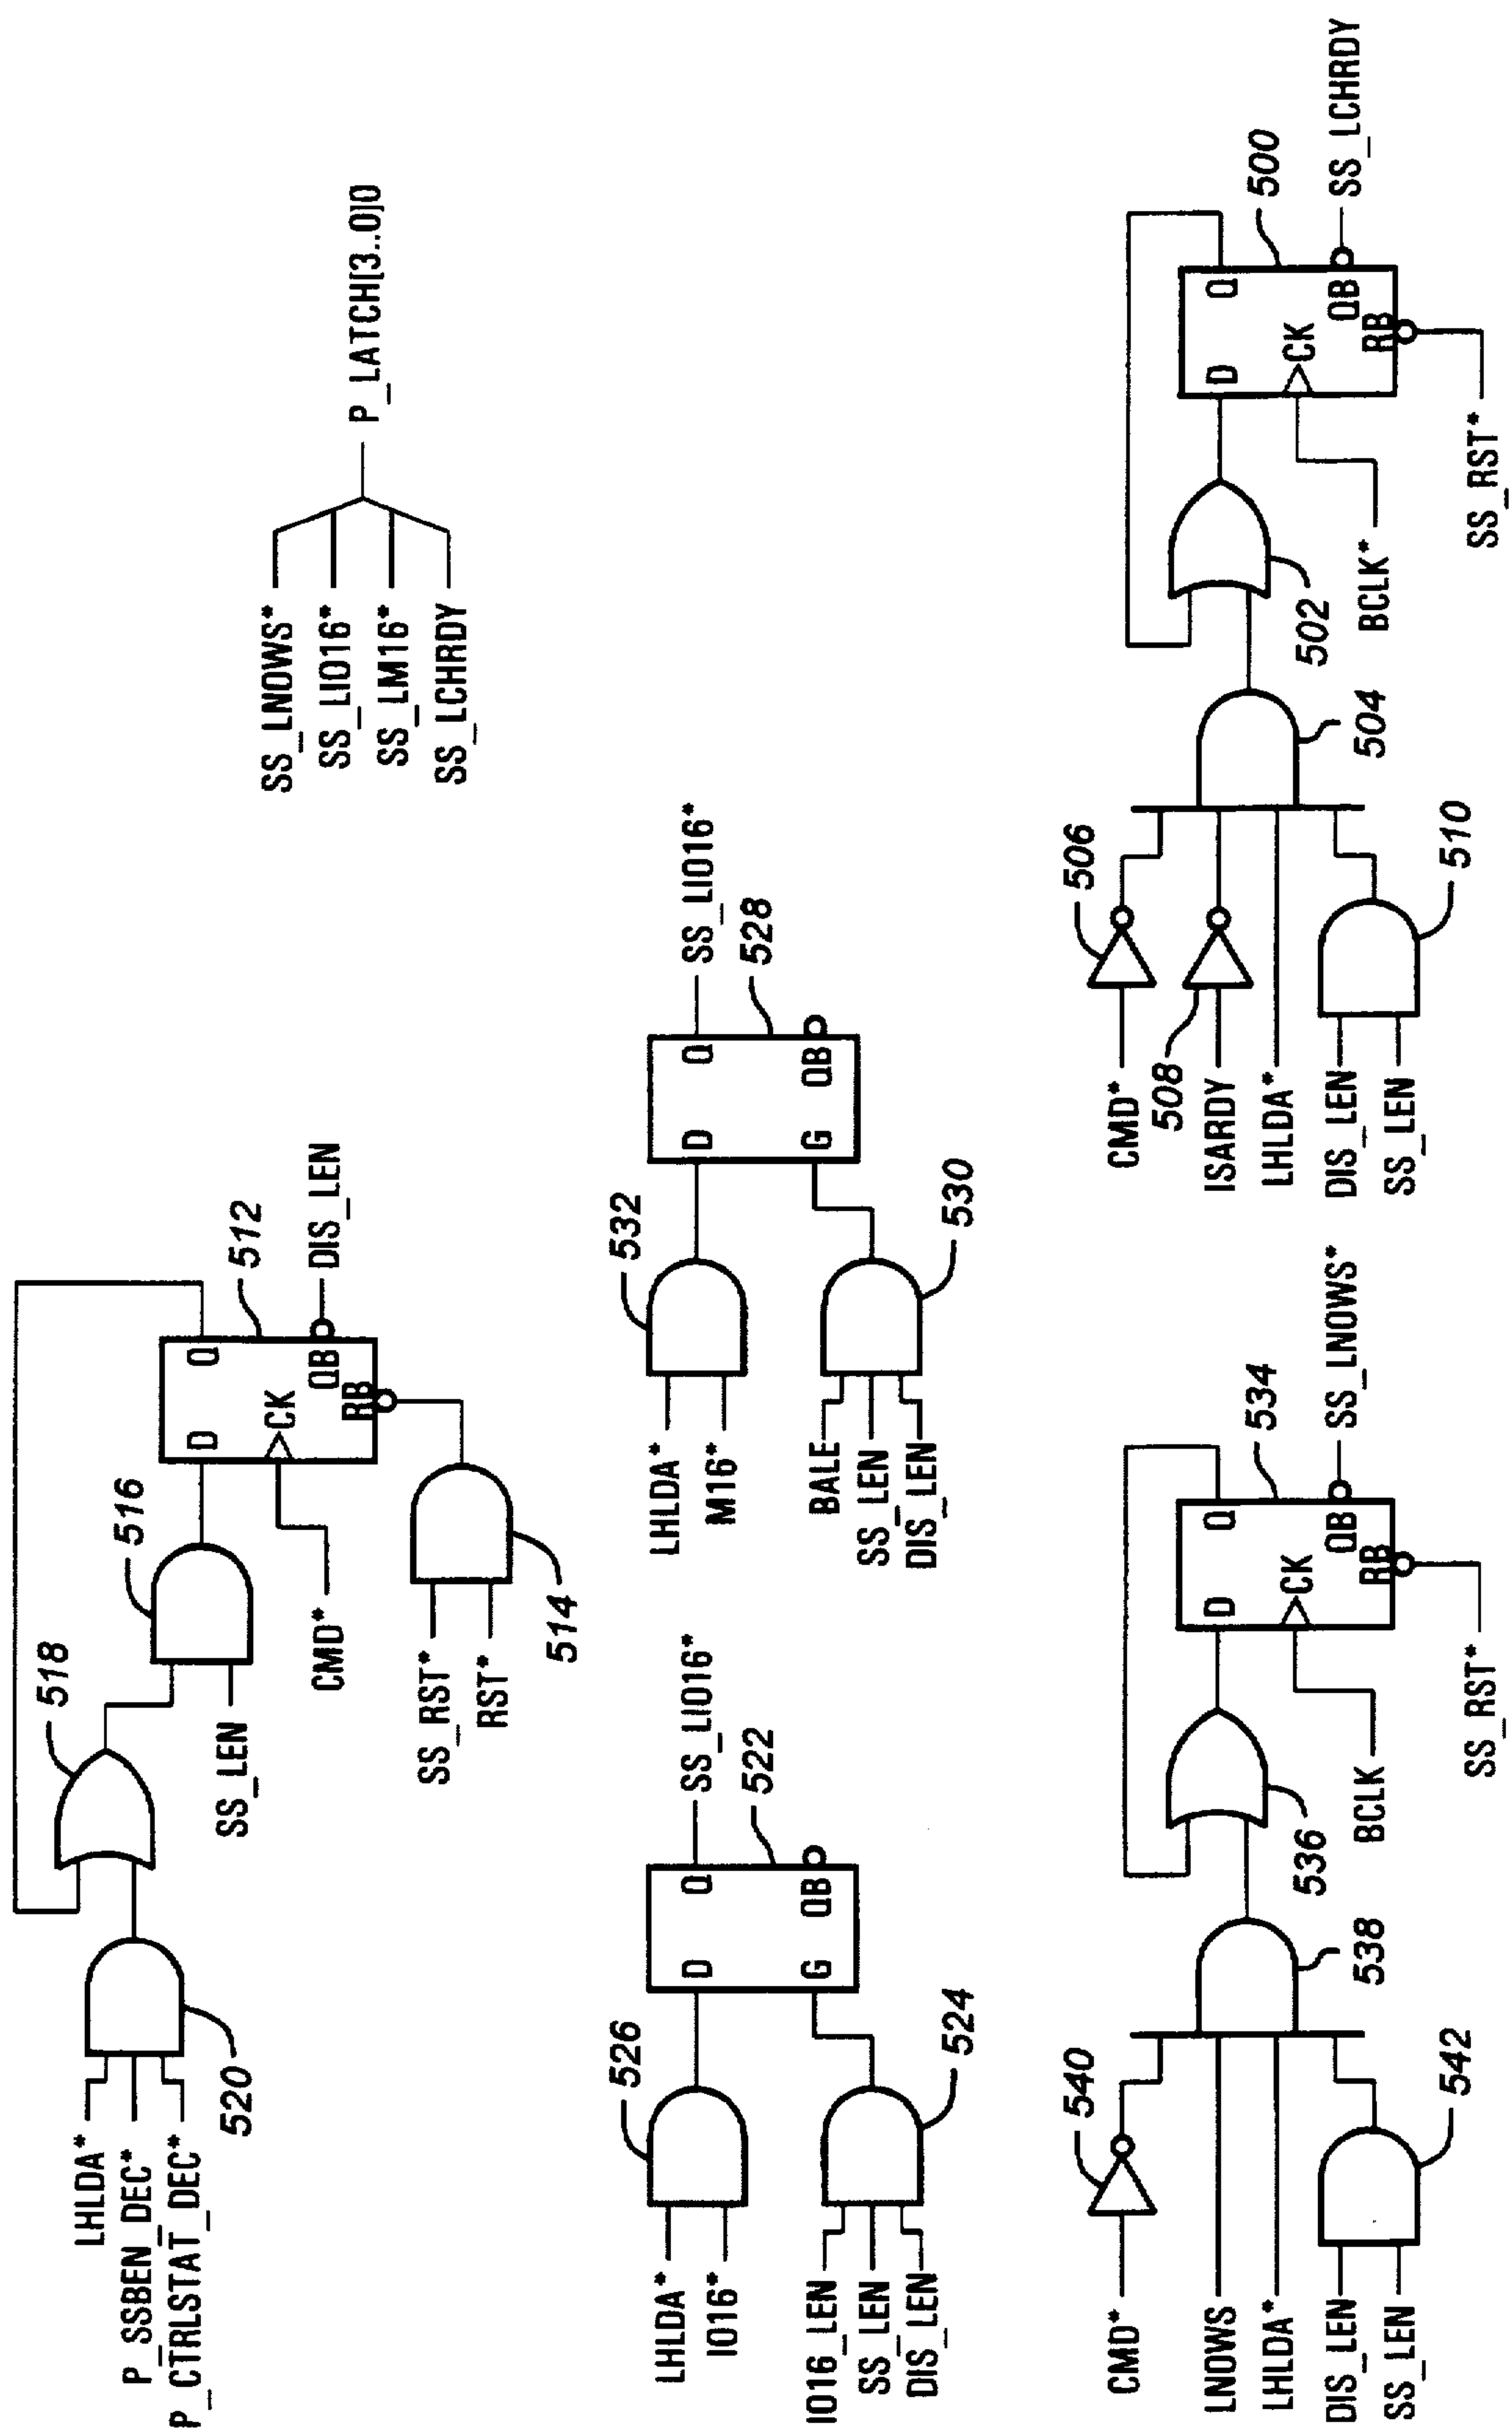 LHLDA*
P_SSBEN_DEC*
P_CTRLSTAT_DEC*
520
518
SS_LEN
516
CMD*
SS_RST*
RST*
514
D
Q
CK
QB
RB
512
DIS_LEN
SS_LNOWS*
SS_LIO16*
SS_LM16*
SS_LCHRDY
P_LATCH[3..0]0
LHLDA*
IO16*
526
IO16_LEN
SS_LEN
DIS_LEN
524
D
Q
G
QB
522
SS_LIO16*
LHLDA*
M16*
532
BALE
SS_LEN
DIS_LEN
530
D
Q
G
QB
528
SS_LIO16*
CMD*
540
LNOWS
LHLDA*
DIS_LEN
SS_LEN
542
538
536
BCLK
D
Q
CK
QB
RB
534
SS_LNOWS*
SS_RST*
CMD*
506
508
ISARDY
LHLDA*
DIS_LEN
SS_LEN
510
504
502
BCLK*
D
Q
CK
QB
RB
500
SS_LCHRDY
SS_RST*